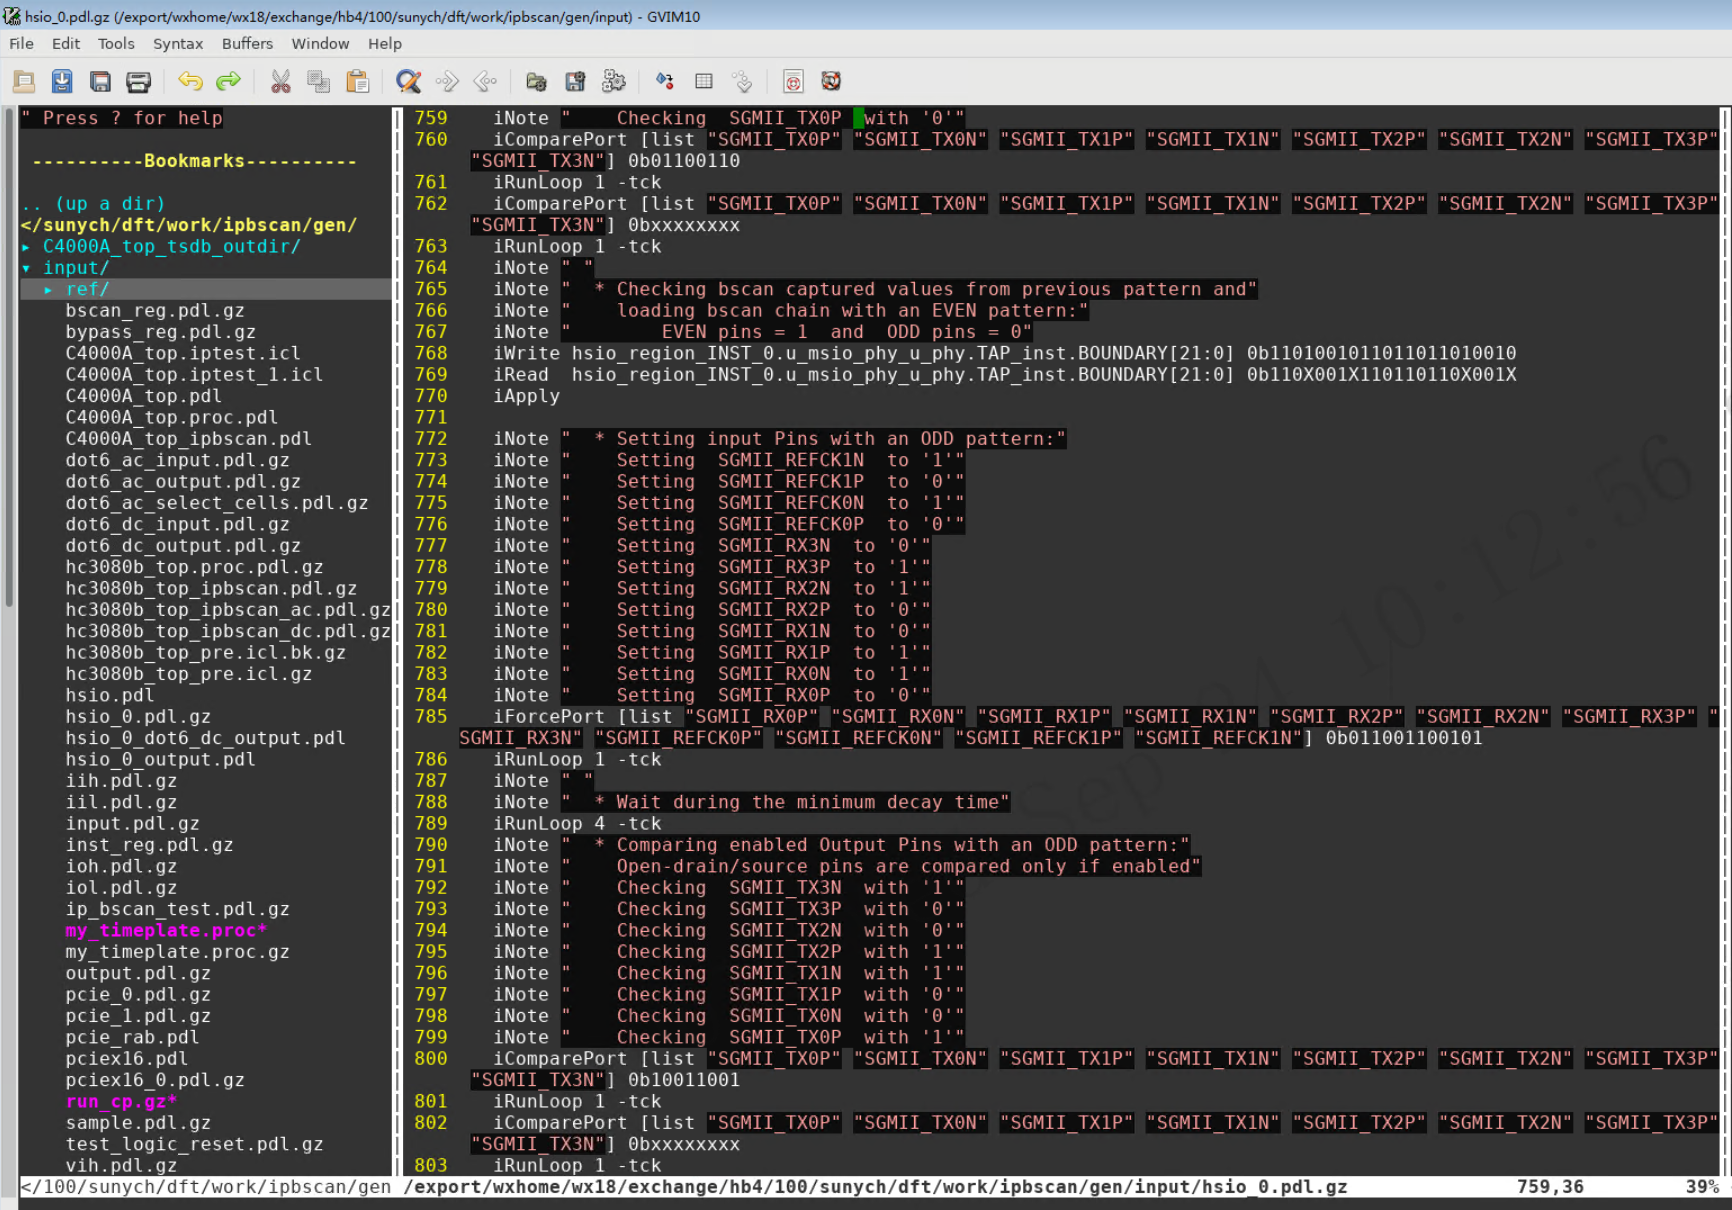 hsio_0.pdl.gz (/export/wxhome/wx18/exchange/hb4/100/sunych/dft/work/ipbscan/gen/input) - GVIM10
File Edit Tools Syntax Buffers Window Help
" Press ? for help
----------Bookmarks----------
.. (up a dir)
</sunych/dft/work/ipbscan/gen/
▸ C4000A_top_tsdb_outdir/
▾ input/
▸ ref/
bscan_reg.pdl.gz
bypass_reg.pdl.gz
C4000A_top.iptest.icl
C4000A_top.iptest_1.icl
C4000A_top.pdl
C4000A_top.proc.pdl
C4000A_top_ipbscan.pdl
dot6_ac_input.pdl.gz
dot6_ac_output.pdl.gz
dot6_ac_select_cells.pdl.gz
dot6_dc_input.pdl.gz
dot6_dc_output.pdl.gz
hc3080b_top.proc.pdl.gz
hc3080b_top_ipbscan.pdl.gz
hc3080b_top_ipbscan_ac.pdl.gz
hc3080b_top_ipbscan_dc.pdl.gz
hc3080b_top_pre.icl.bk.gz
hc3080b_top_pre.icl.gz
hsio.pdl
hsio_0.pdl.gz
hsio_0_dot6_dc_output.pdl
hsio_0_output.pdl
iih.pdl.gz
iil.pdl.gz
input.pdl.gz
inst_reg.pdl.gz
ioh.pdl.gz
iol.pdl.gz
ip_bscan_test.pdl.gz
my_timeplate.proc*
my_timeplate.proc.gz
output.pdl.gz
pcie_0.pdl.gz
pcie_1.pdl.gz
pcie_rab.pdl
pciex16.pdl
pciex16_0.pdl.gz
run_cp.gz*
sample.pdl.gz
test_logic_reset.pdl.gz
vih.pdl.gz
759 iNote " Checking SGMII_TX0P with '0'"
760 iComparePort [list "SGMII_TX0P" "SGMII_TX0N" "SGMII_TX1P" "SGMII_TX1N" "SGMII_TX2P" "SGMII_TX2N" "SGMII_TX3P"
"SGMII_TX3N"] 0b01100110
761 iRunLoop 1 -tck
762 iComparePort [list "SGMII_TX0P" "SGMII_TX0N" "SGMII_TX1P" "SGMII_TX1N" "SGMII_TX2P" "SGMII_TX2N" "SGMII_TX3P"
"SGMII_TX3N"] 0bxxxxxxxx
763 iRunLoop 1 -tck
764 iNote " "
765 iNote " * Checking bscan captured values from previous pattern and"
766 iNote " loading bscan chain with an EVEN pattern:"
767 iNote " EVEN pins = 1 and ODD pins = 0"
768 iWrite hsio_region_INST_0.u_msio_phy_u_phy.TAP_inst.BOUNDARY[21:0] 0b1101001011011011010010
769 iRead hsio_region_INST_0.u_msio_phy_u_phy.TAP_inst.BOUNDARY[21:0] 0b110X001X110110110X001X
770 iApply
771
772 iNote " * Setting input Pins with an ODD pattern:"
773 iNote " Setting SGMII_REFCK1N to '1'"
774 iNote " Setting SGMII_REFCK1P to '0'"
775 iNote " Setting SGMII_REFCK0N to '1'"
776 iNote " Setting SGMII_REFCK0P to '0'"
777 iNote " Setting SGMII_RX3N to '0'"
778 iNote " Setting SGMII_RX3P to '1'"
779 iNote " Setting SGMII_RX2N to '1'"
780 iNote " Setting SGMII_RX2P to '0'"
781 iNote " Setting SGMII_RX1N to '0'"
782 iNote " Setting SGMII_RX1P to '1'"
783 iNote " Setting SGMII_RX0N to '1'"
784 iNote " Setting SGMII_RX0P to '0'"
785 iForcePort [list "SGMII_RX0P" "SGMII_RX0N" "SGMII_RX1P" "SGMII_RX1N" "SGMII_RX2P" "SGMII_RX2N" "SGMII_RX3P" "
SGMII_RX3N" "SGMII_REFCK0P" "SGMII_REFCK0N" "SGMII_REFCK1P" "SGMII_REFCK1N"] 0b011001100101
786 iRunLoop 1 -tck
787 iNote " "
788 iNote " * Wait during the minimum decay time"
789 iRunLoop 4 -tck
790 iNote " * Comparing enabled Output Pins with an ODD pattern:"
791 iNote " Open-drain/source pins are compared only if enabled"
792 iNote " Checking SGMII_TX3N with '1'"
793 iNote " Checking SGMII_TX3P with '0'"
794 iNote " Checking SGMII_TX2N with '0'"
795 iNote " Checking SGMII_TX2P with '1'"
796 iNote " Checking SGMII_TX1N with '1'"
797 iNote " Checking SGMII_TX1P with '0'"
798 iNote " Checking SGMII_TX0N with '0'"
799 iNote " Checking SGMII_TX0P with '1'"
800 iComparePort [list "SGMII_TX0P" "SGMII_TX0N" "SGMII_TX1P" "SGMII_TX1N" "SGMII_TX2P" "SGMII_TX2N" "SGMII_TX3P"
"SGMII_TX3N"] 0b10011001
801 iRunLoop 1 -tck
802 iComparePort [list "SGMII_TX0P" "SGMII_TX0N" "SGMII_TX1P" "SGMII_TX1N" "SGMII_TX2P" "SGMII_TX2N" "SGMII_TX3P"
"SGMII_TX3N"] 0bxxxxxxxx
803 iRunLoop 1 -tck
Sep 04 10:12:56
</100/sunych/dft/work/ipbscan/gen /export/wxhome/wx18/exchange/hb4/100/sunych/dft/work/ipbscan/gen/input/hsio_0.pdl.gz 759,36 39%